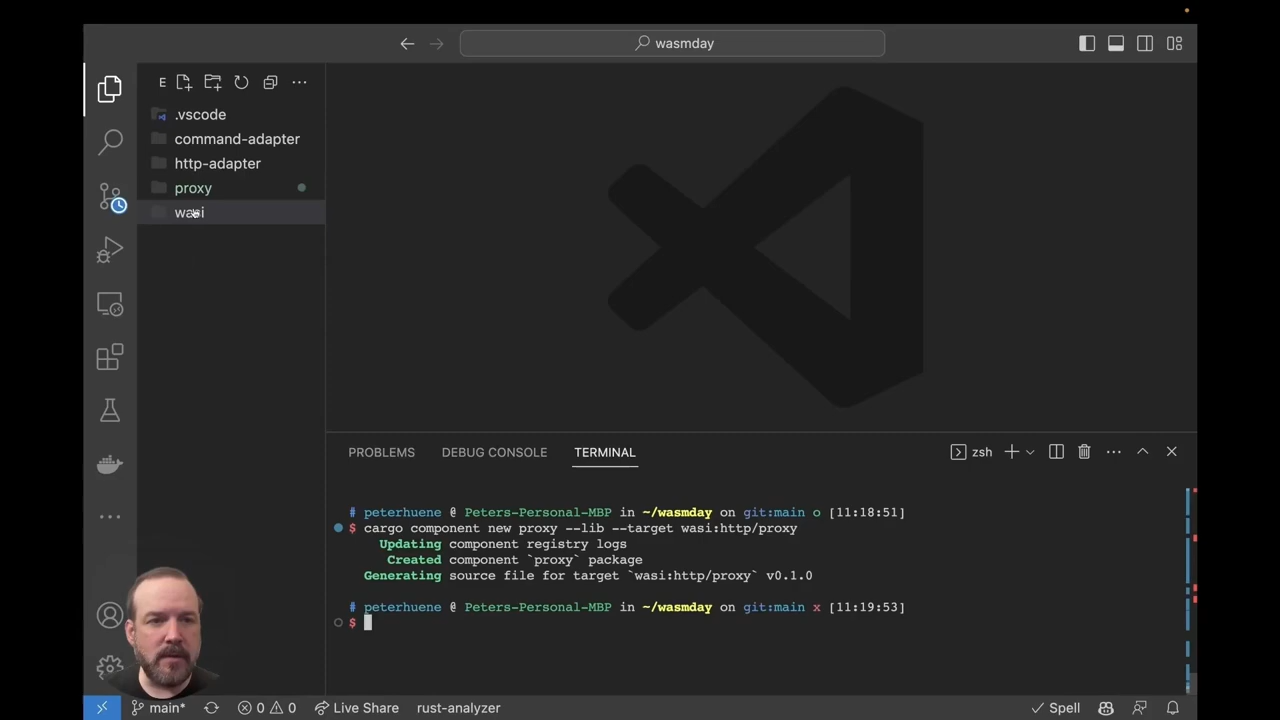 wasmday
E
.vscode
command-adapter
http-adapter
proxy
wasi
PROBLEMS DEBUG CONSOLE TERMINAL
zsh
# peterhuene @ Peters-Personal-MBP in ~/wasmday on git:main o [11:18:51]
$ cargo component new proxy --lib --target wasi:http/proxy
Updating component registry logs
Created component `proxy` package
Generating source file for target `wasi:http/proxy` v0.1.0
# peterhuene @ Peters-Personal-MBP in ~/wasmday on git:main x [11:19:53]
$
main* 0 0 Live Share rust-analyzer Spell